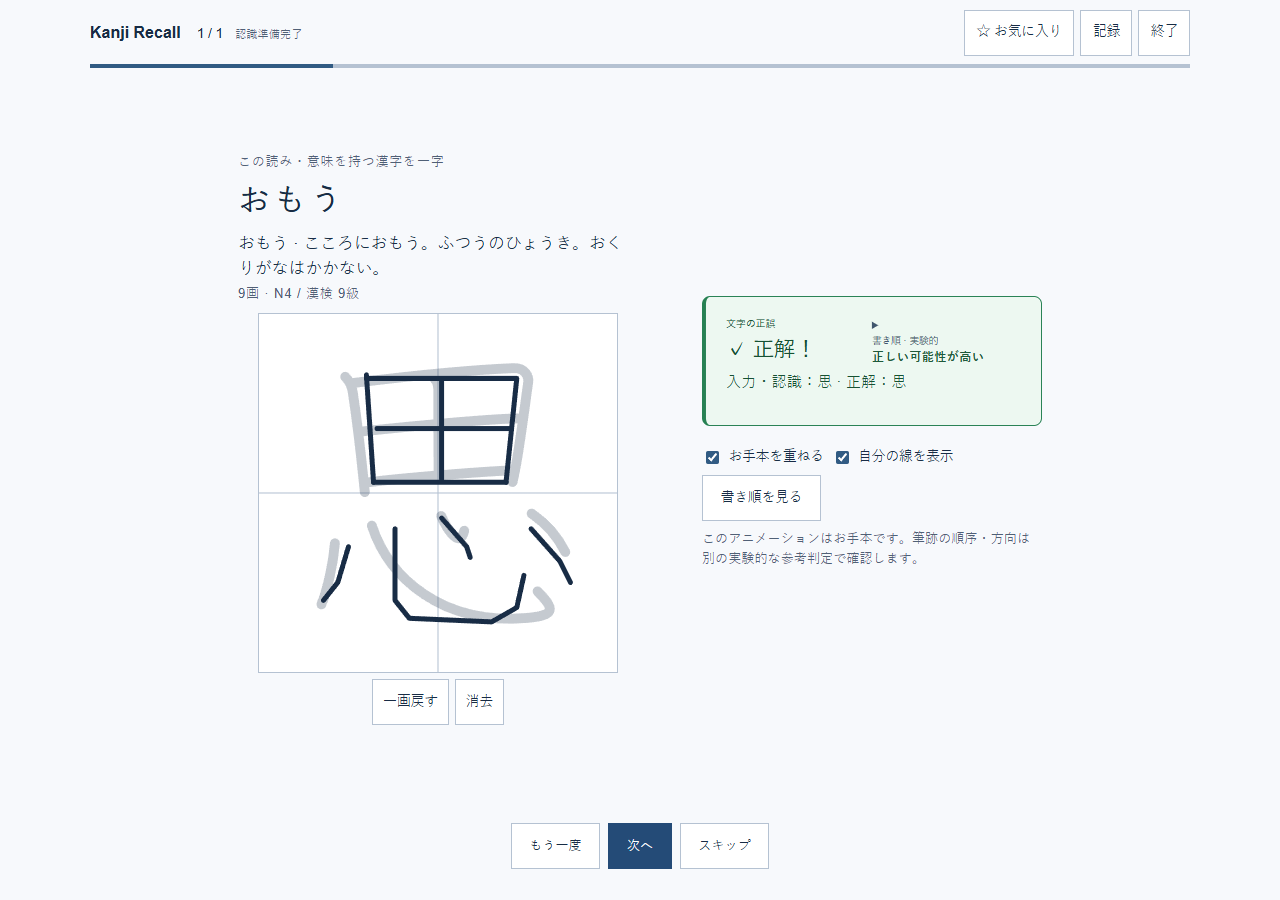 Kanji Recall 1 / 1 認識準備完了
☆ お気に入り 記録 終了
この読み・意味を持つ漢字を一字
おもう
おもう · こころにおもう。ふつうのひょうき。おく
りがなはかかない。
9画 · N4 / 漢検 9級
思
一画戻す 消去
文字の正誤
✓ 正解！
▶
書き順 · 実験的
正しい可能性が高い
入力・認識：思 · 正解：思
お手本を重ねる 自分の線を表示
書き順を見る
このアニメーションはお手本です。筆跡の順序・方向は
別の実験的な参考判定で確認します。
もう一度 次へ スキップ